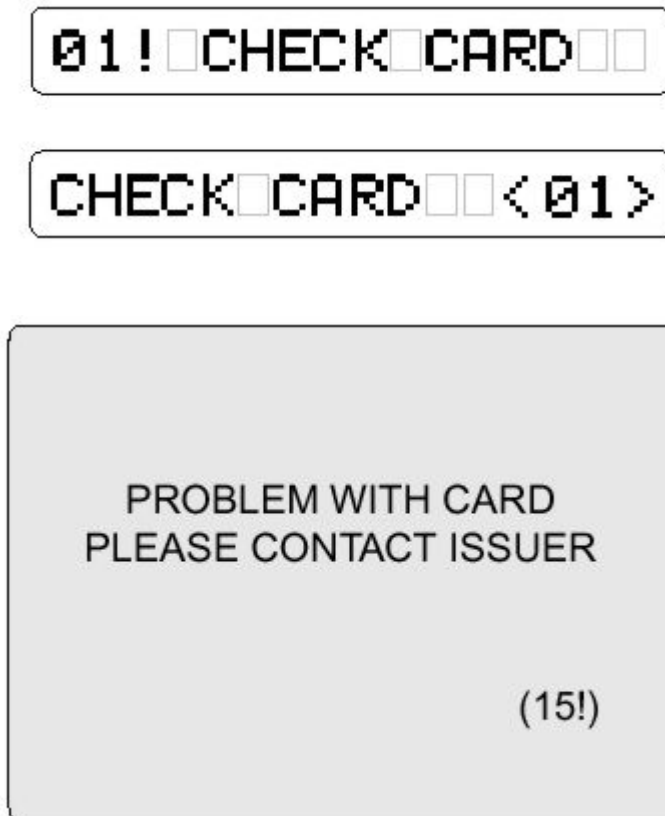 01! CHECK CARD
CHECK CARD <01>
PROBLEM WITH CARD
PLEASE CONTACT ISSUER
(15!)